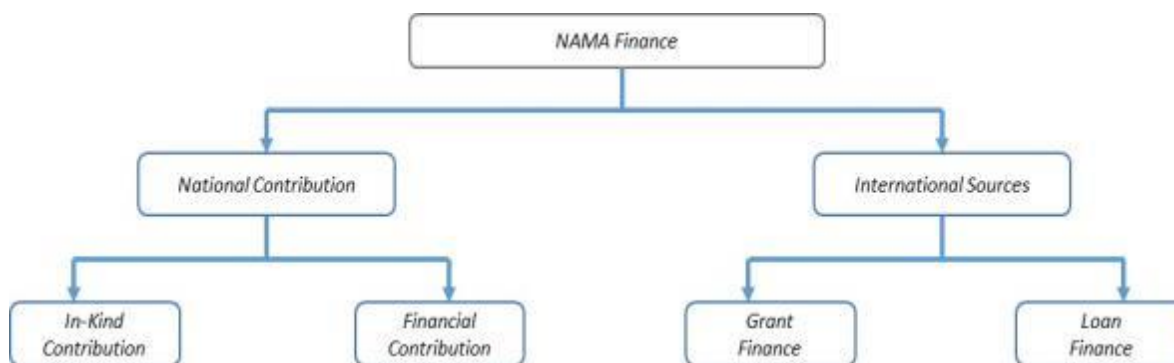 NAMA Finance
National Contribution
International Sources
In-Kind
Contribution
Financial
Contribution
Grant
Finance
Loan
Finance